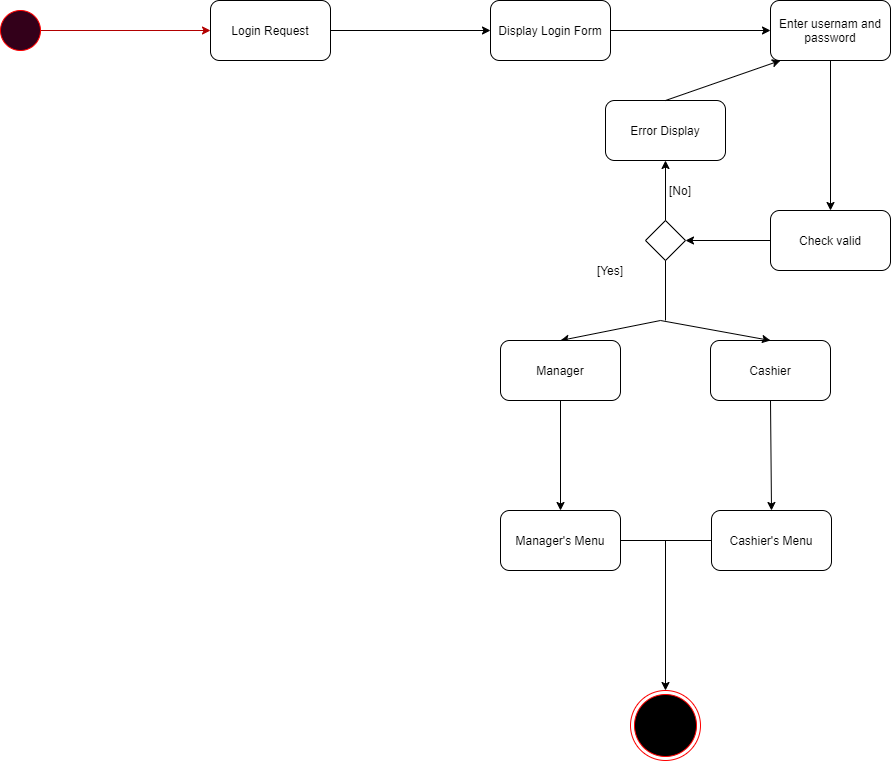 Login Request
Display Login Form
Enter usernam and
password
Error Display
[No]
Check valid
[Yes]
Manager
Cashier
Manager's Menu
Cashier's Menu